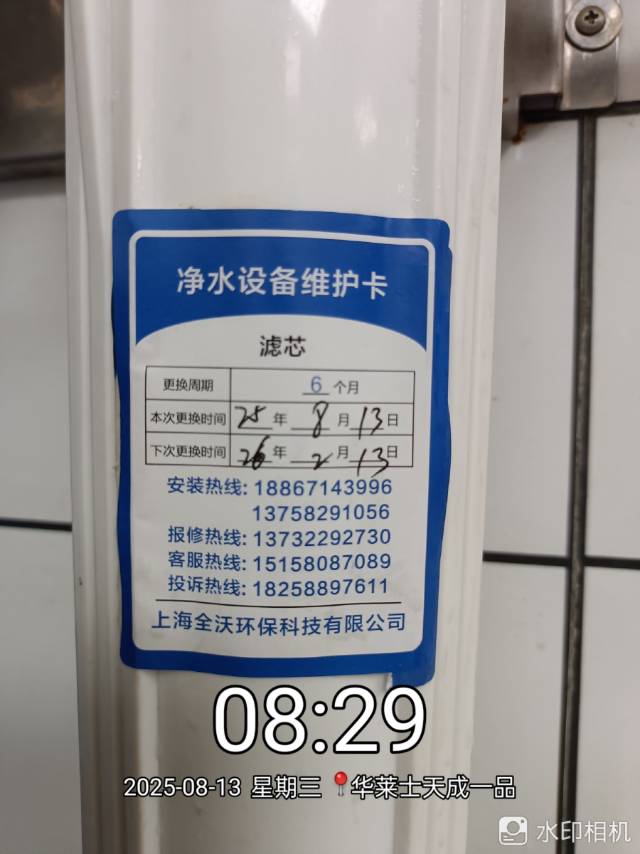 净水设备维护卡
滤芯
更换周期 6 个月
本次更换时间 25 年 8 月 13 日
下次更换时间 26 年 2 月 13 日
安装热线: 18867143996
13758291056
报修热线: 13732292730
客服热线: 15158087089
投诉热线: 18258897611
上海全沃环保科技有限公司
08:29
2025-08-13 星期三 📍华莱士天成一品
水印相机